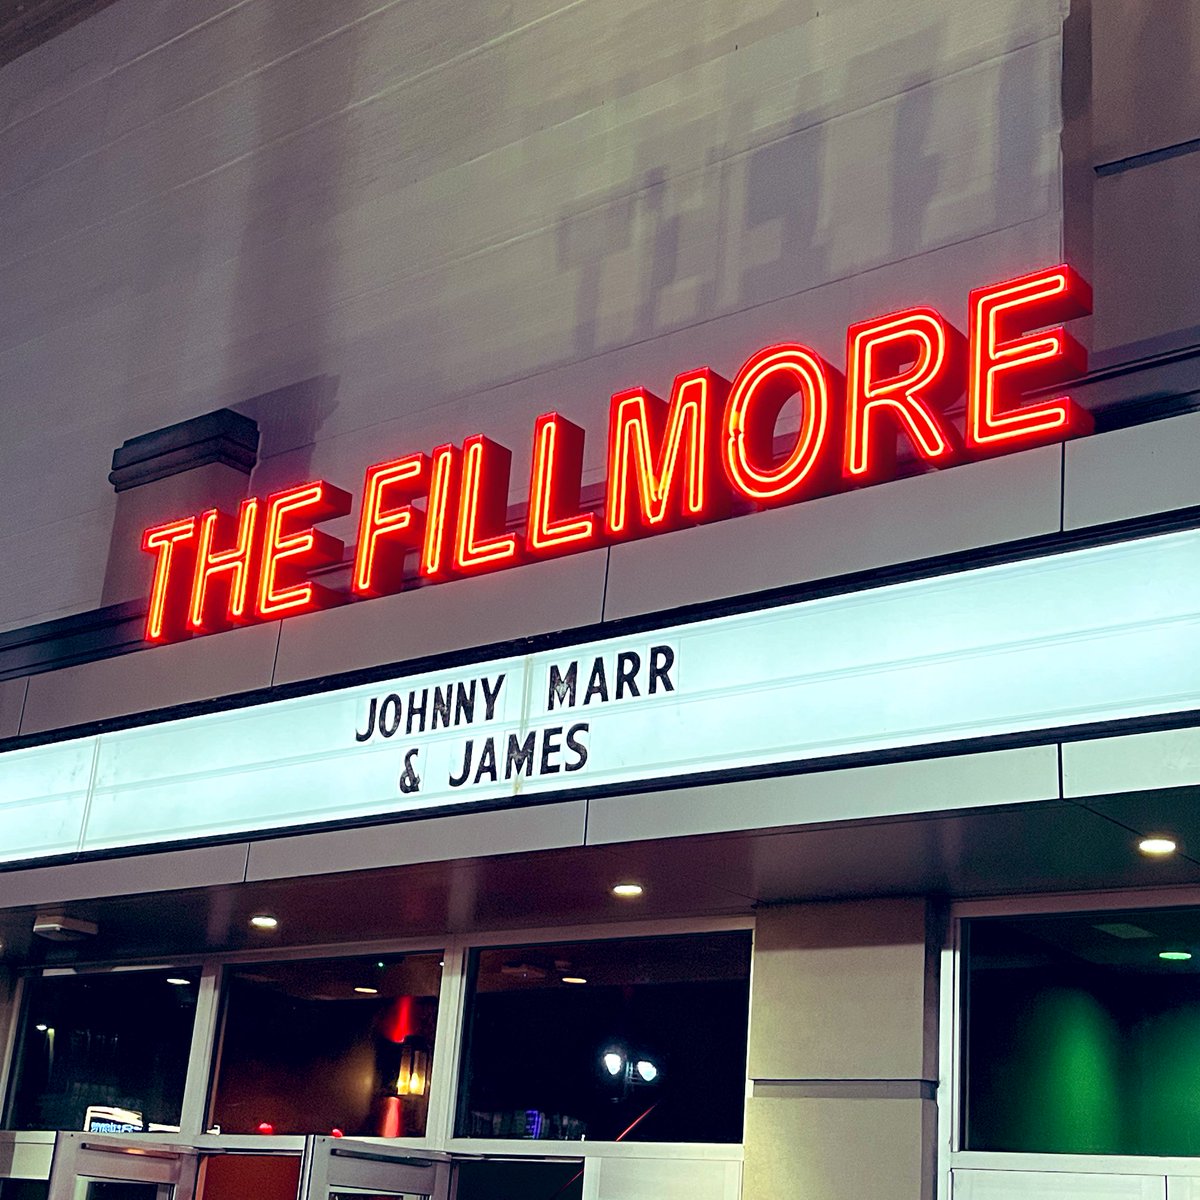 THE FILLMORE
JOHNNY MARR
& JAMES